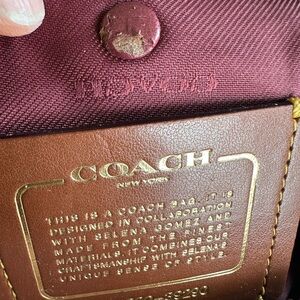 COACH
NEW YORK
THIS IS A COACH BAG. IT IS
DESIGNED IN COLLABORATION
WITH SELENA GOMEZ AND
MADE FROM THE FINEST
MATERIALS. IT COMBINES OUR
CRAFTSMANSHIP WITH SELENA'S
UNIQUE SENSE OF STYLE.